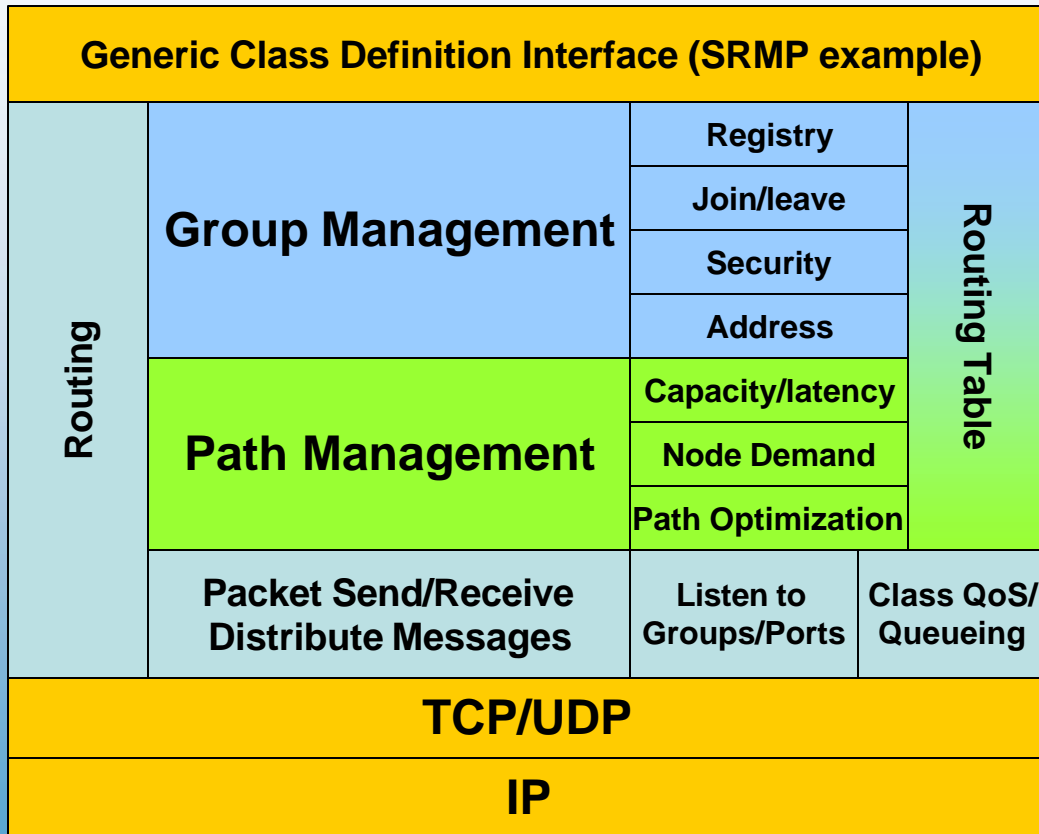 Generic Class Definition Interface (SRMP example)
Routing
Group Management
Registry
Join/leave
Security
Address
Routing Table
Path Management
Capacity/latency
Node Demand
Path Optimization
Packet Send/Receive
Distribute Messages
Listen to
Groups/Ports
Class QoS/
Queueing
TCP/UDP
IP